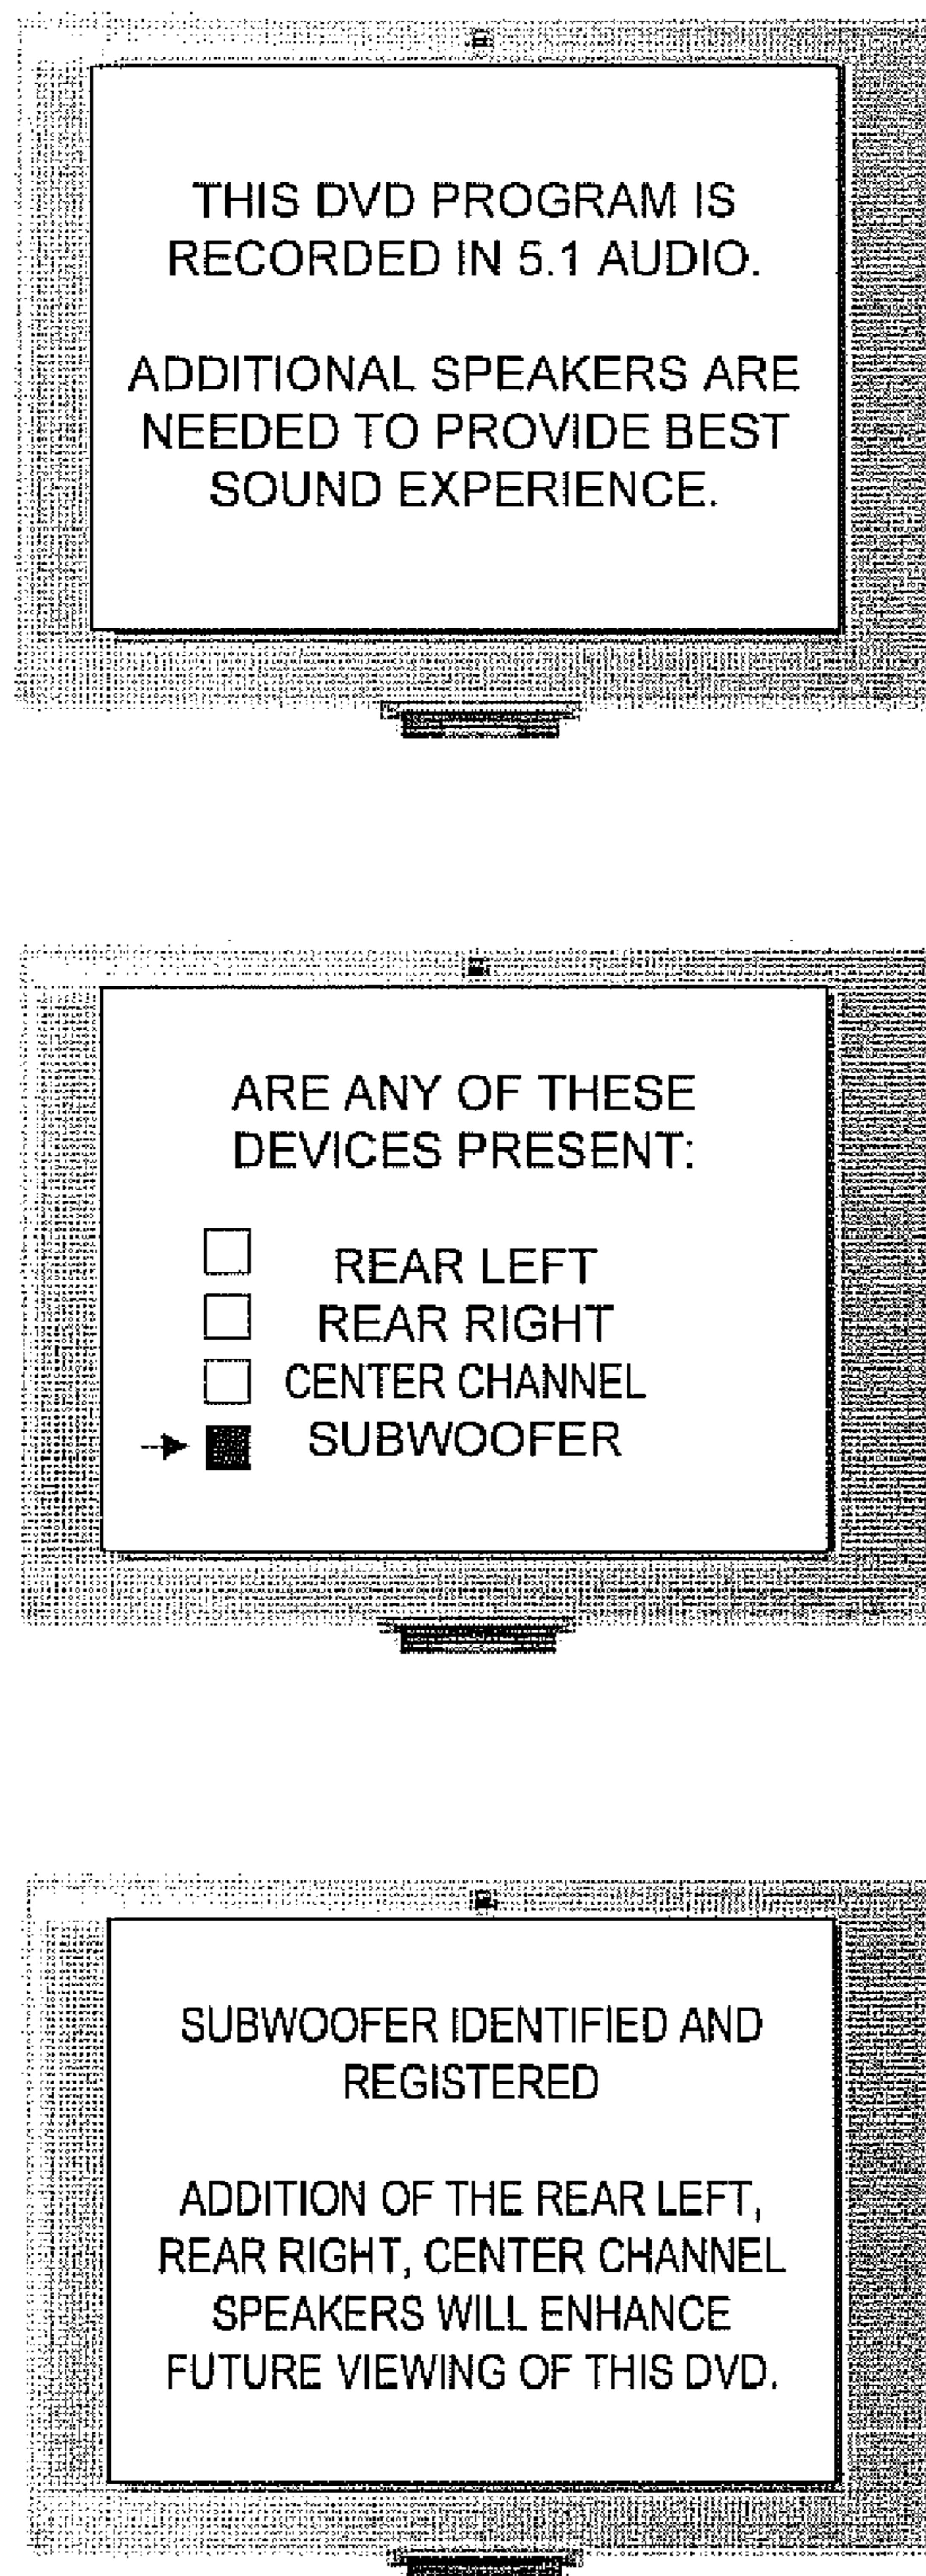 THIS DVD PROGRAM IS
RECORDED IN 5.1 AUDIO.
ADDITIONAL SPEAKERS ARE
NEEDED TO PROVIDE BEST
SOUND EXPERIENCE.
ARE ANY OF THESE
DEVICES PRESENT:
REAR LEFT
REAR RIGHT
CENTER CHANNEL
SUBWOOFER
SUBWOOFER IDENTIFIED AND
REGISTERED
ADDITION OF THE REAR LEFT,
REAR RIGHT, CENTER CHANNEL
SPEAKERS WILL ENHANCE
FUTURE VIEWING OF THIS DVD.